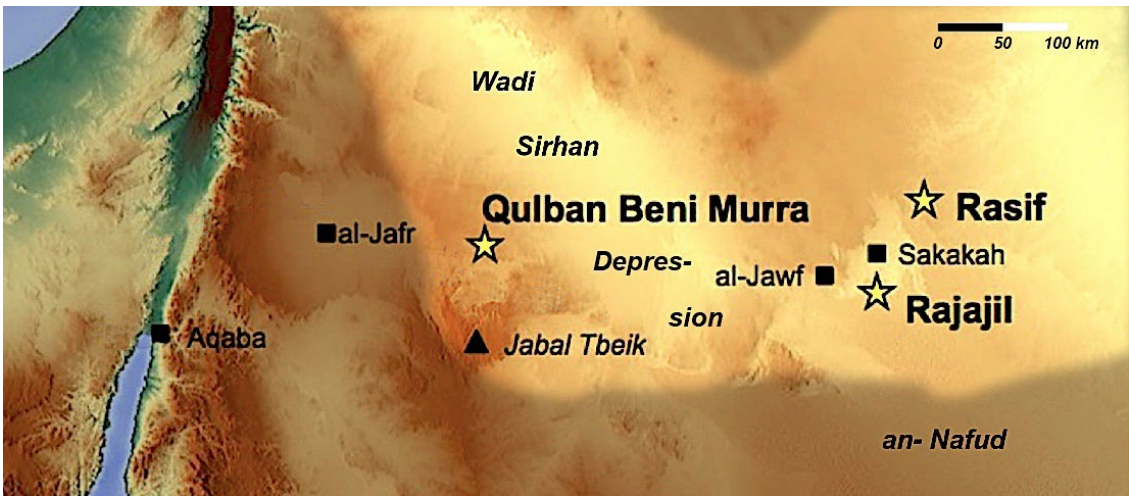 0 50 100 km
Wadi
Sirhan
Qulban Beni Murra
Rasif
al-Jafr
Sakakah
Depres-
al-Jawf
Rajajil
sion
Aqaba
Jabal Tbeik
an- Nafud